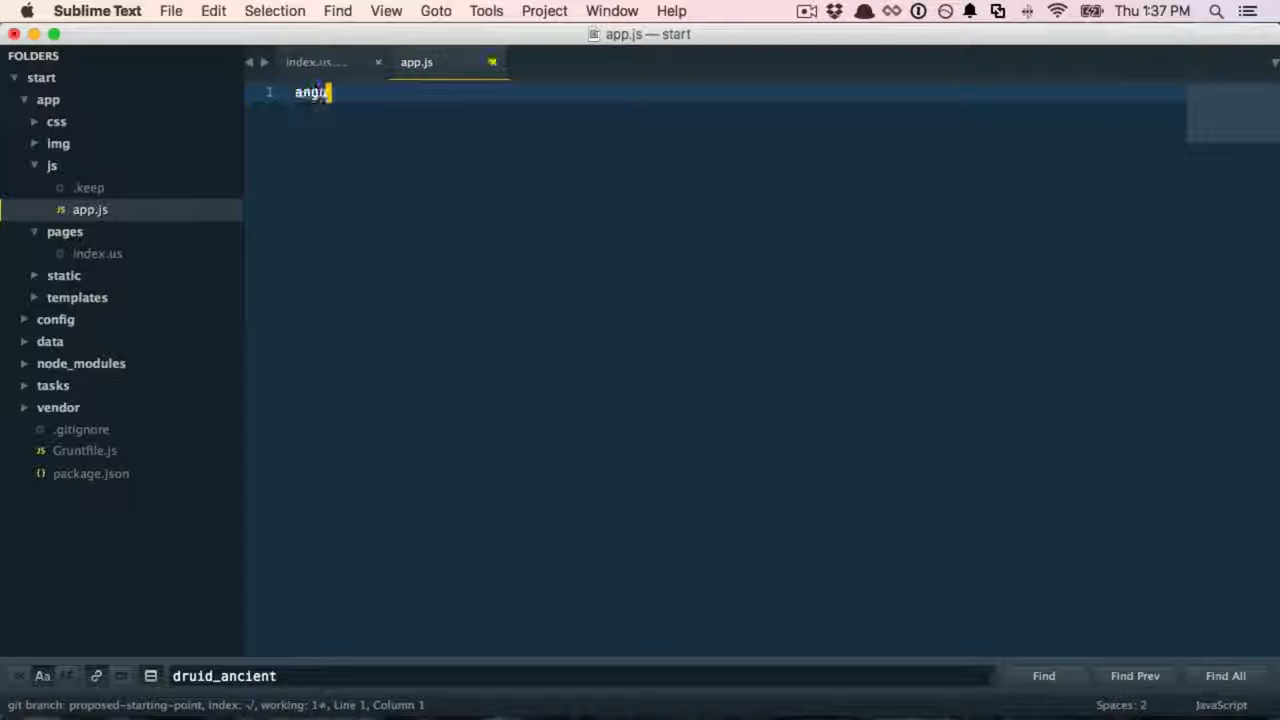 Sublime Text File Edit Selection Find View Goto Tools Project Window Help Thu 1:37 PM
app.js — start
FOLDERS
start
app
css
img
js
.keep
app.js
pages
index.us
static
templates
config
data
node_modules
tasks
vendor
.gitignore
Gruntfile.js
package.json
index.us.... × app.js
1 angu
Aa druid_ancient Find Find Prev Find All
git branch: proposed-starting-point, index: √, working: 1≠, Line 1, Column 1 Spaces: 2 JavaScript